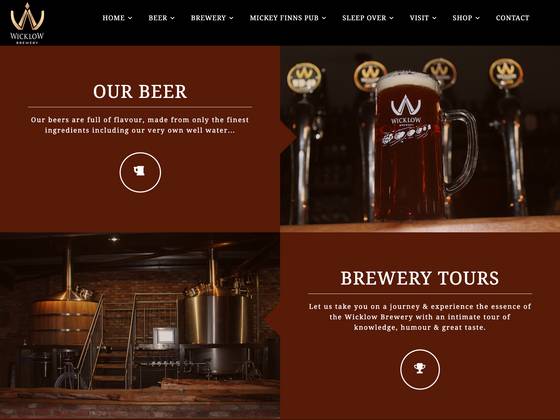 WICKLOW
BREWERY
HOME
BEER
BREWERY
MICKEY FINNS PUB
SLEEP OVER
VISIT
SHOP
CONTACT
OUR BEER
Our beers are full of flavour, made from only the finest
ingredients including our very own well water...
WICKLOW
BREWERY
BREWERY TOURS
Let us take you on a journey & experience the essence of
the Wicklow Brewery with an intimate tour of
knowledge, humour & great taste.